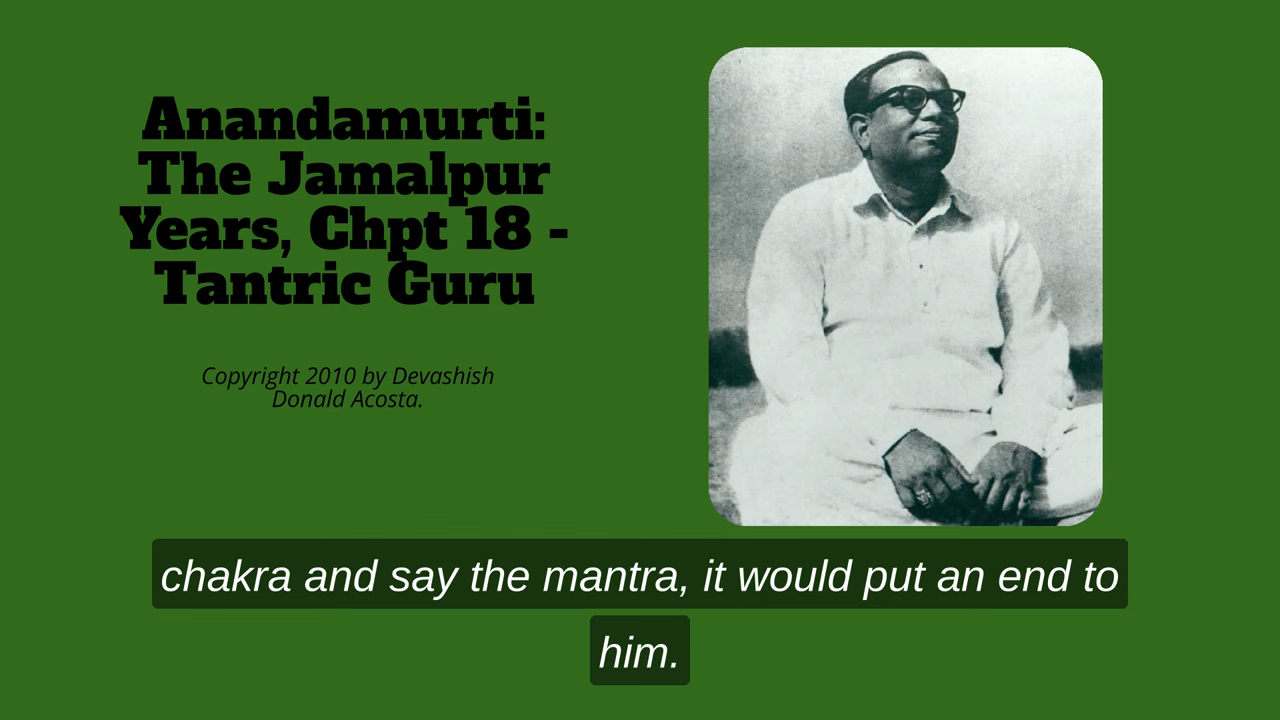 Anandamurti:
The Jamalpur
Years, Chpt 18 -
Tantric Guru
Copyright 2010 by Devashish
Donald Acosta.
chakra and say the mantra, it would put an end to
him.